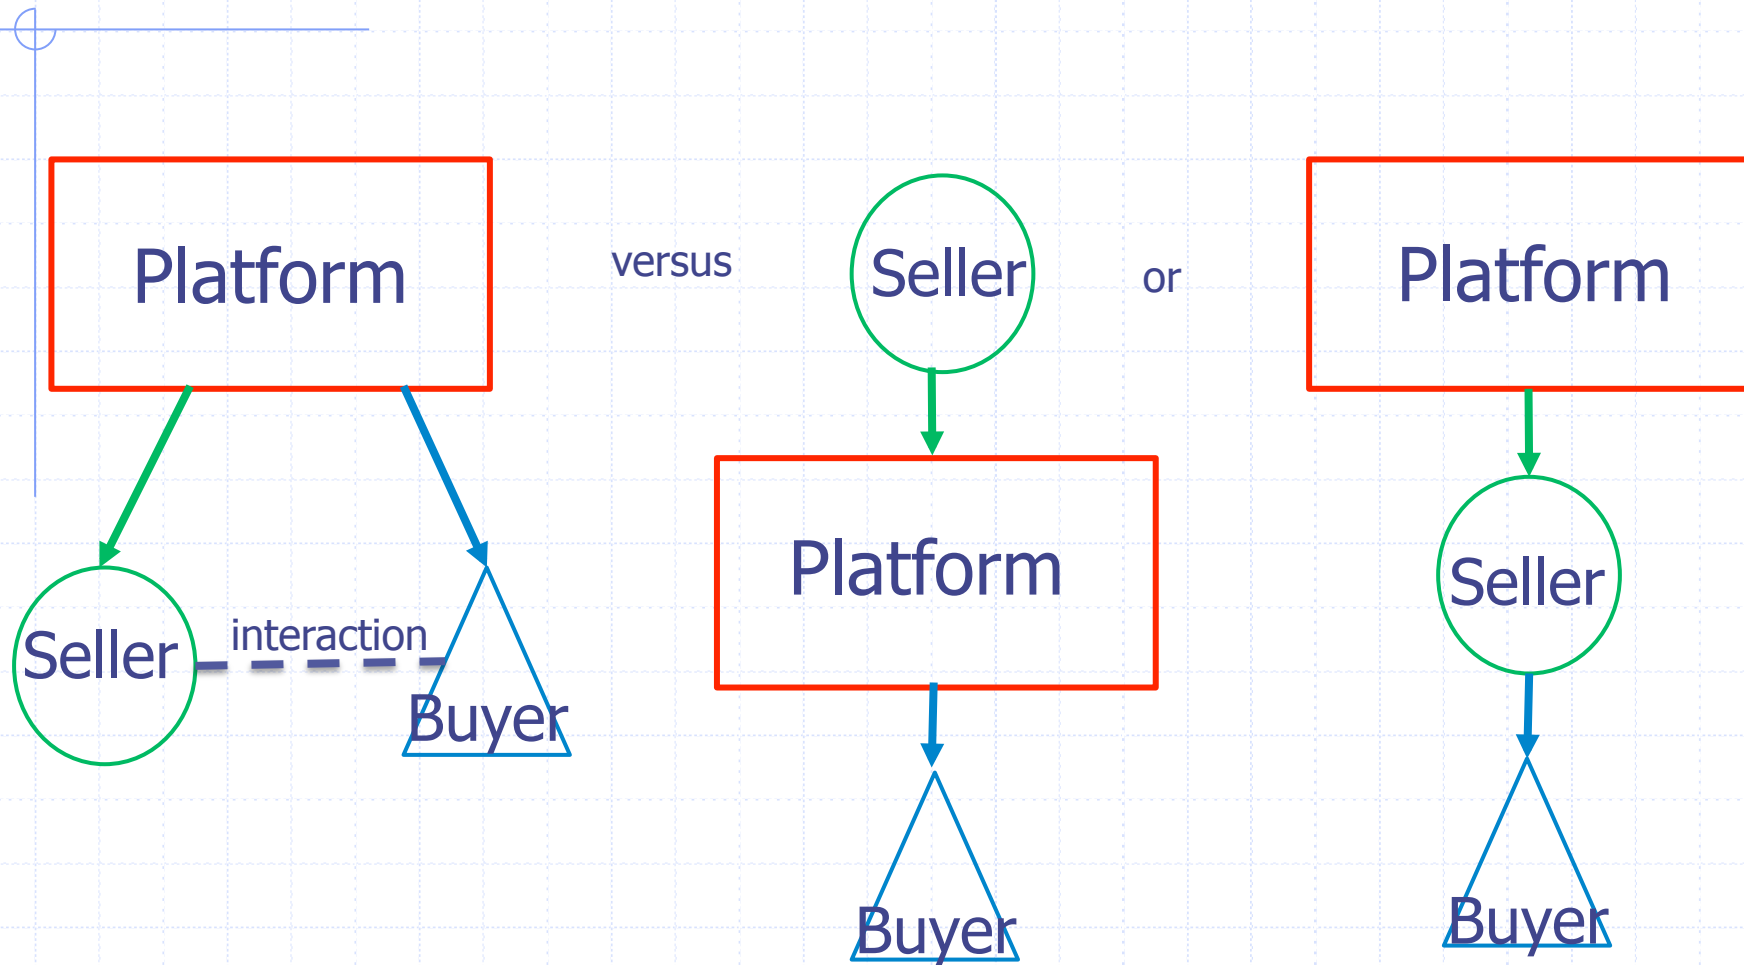 Platform
Seller
interaction
Buyer
versus
Seller
Platform
Buyer
or
Platform
Seller
Buyer